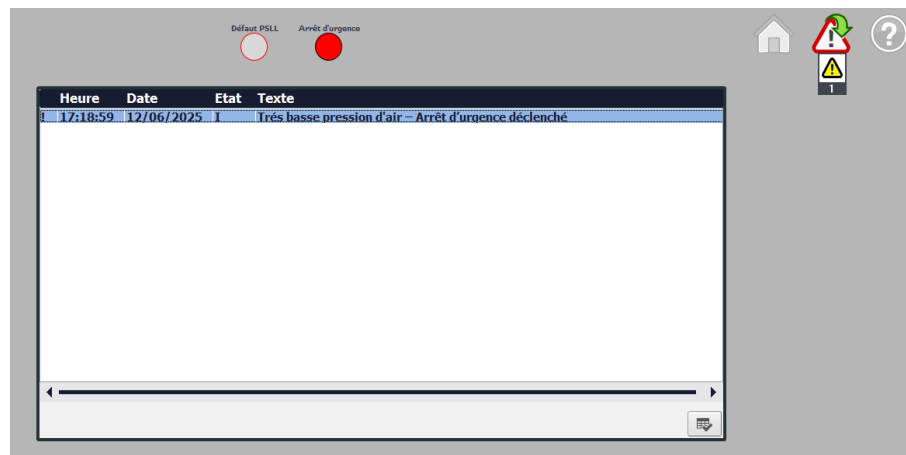 Défaut PSLL Arrêt d'urgence
?
1
Heure Date Etat Texte
! 17:18:59 12/06/2025 I Trés basse pression d'air – Arrêt d'urgence déclenché